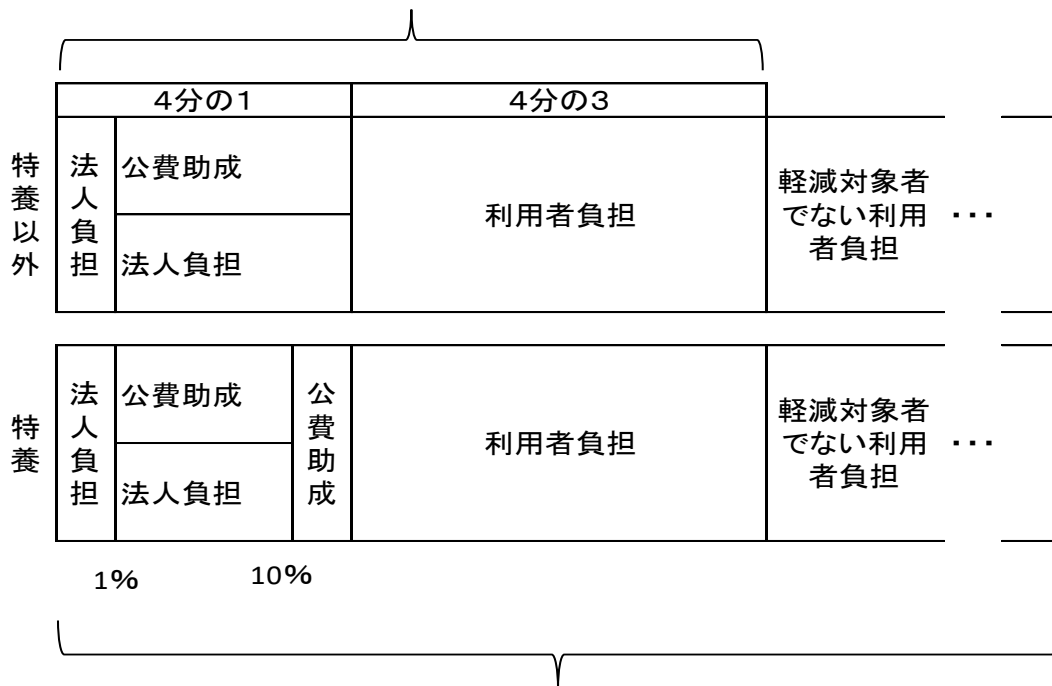 4分の1
4分の3
特養以外
法人負担
公費助成
法人負担
利用者負担
軽減対象者
でない利用
者負担
・・・
特養
法人負担
公費助成
法人負担
公費助成
利用者負担
軽減対象者
でない利用
者負担
・・・
1%
10%